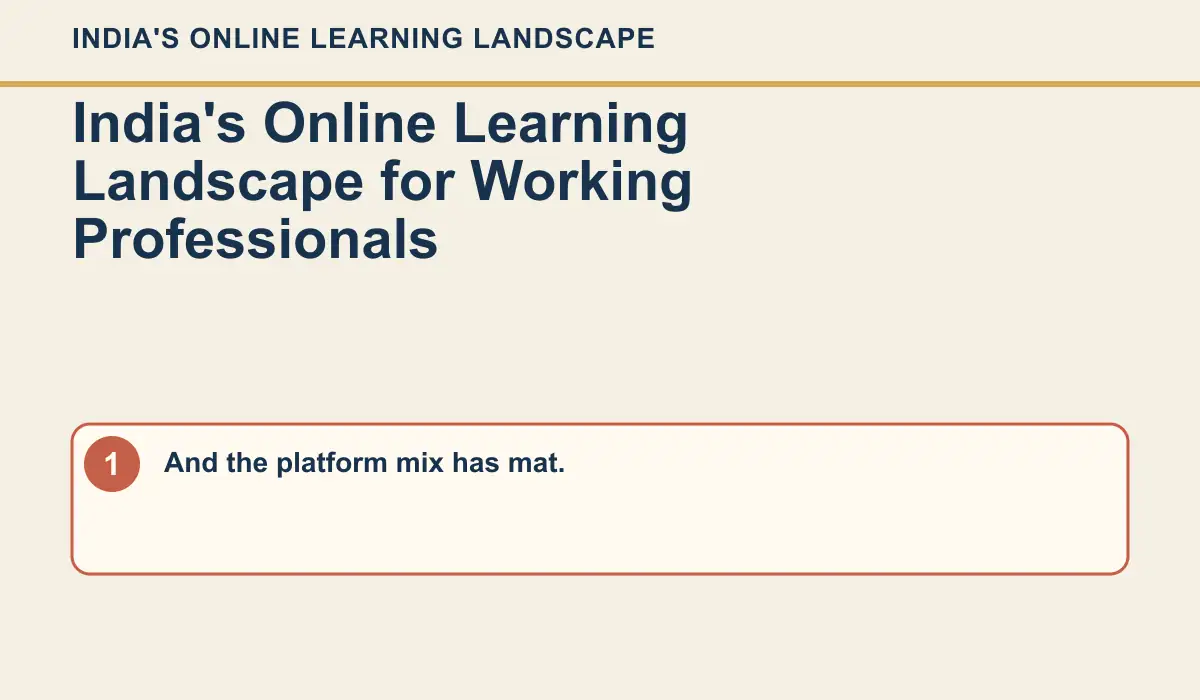 INDIA'S ONLINE LEARNING LANDSCAPE
India's Online Learning
Landscape for Working
Professionals
1
And the platform mix has mat.